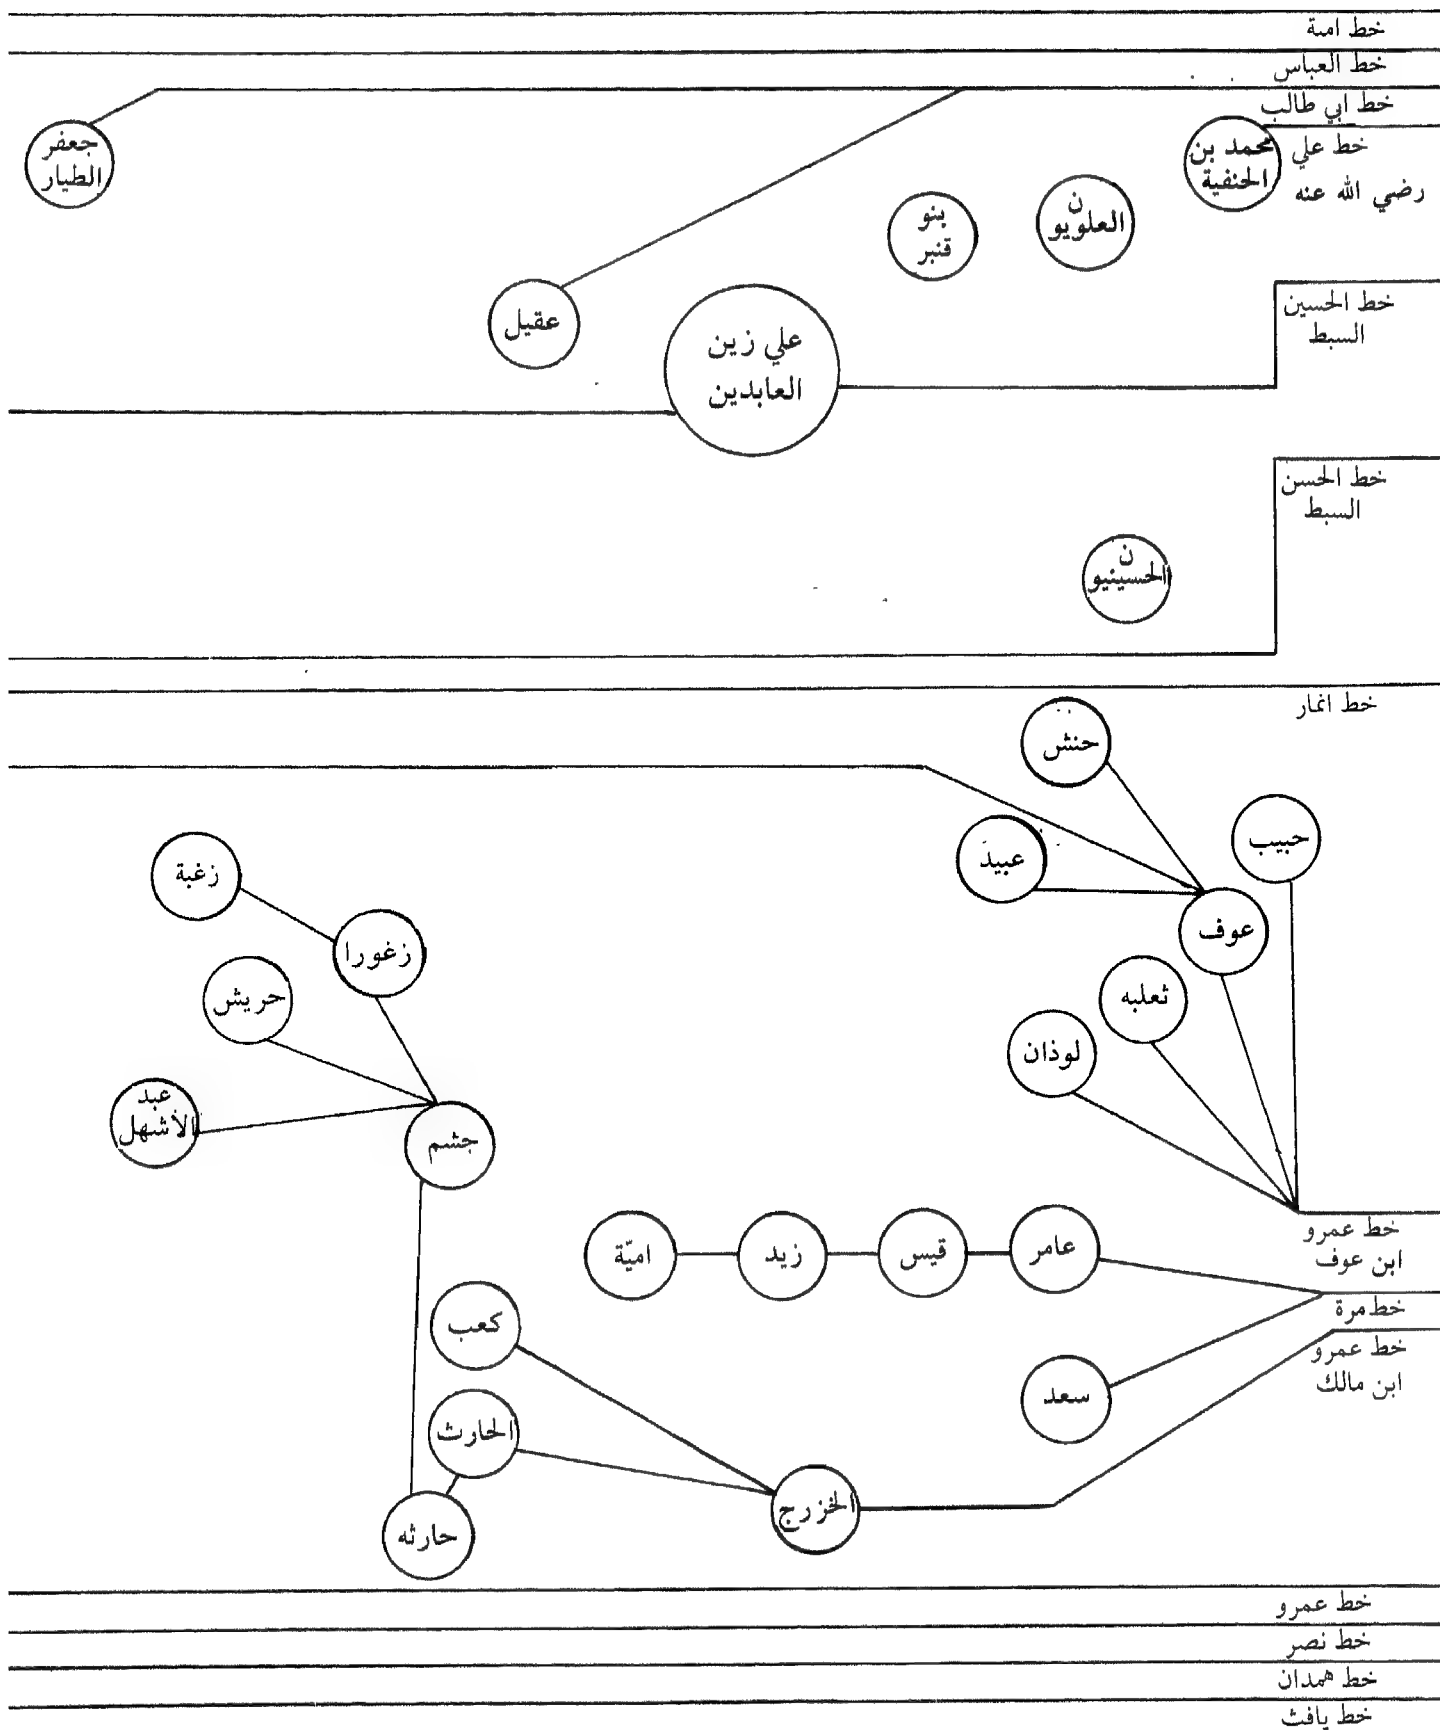 خط امية
خط العباس
خط ابي طالب
خط علي
رضي الله عنه
محمد بن
الحنفية
جعفر
الطيار
ن
العلويو
بنو
قنبر
عقيل
علي زين
العابدين
خط الحسين
السبط
خط الحسن
السبط
ن
الحسينيو
خط انمار
حنش
حبيب
عبيد
عوف
زغبة
زغورا
ثعلبه
حريش
لوذان
عبد
الأشهل
جشم
خط عمرو
ابن عوف
عامر
قيس
زيد
اميّة
خط مرة
كعب
خط عمرو
ابن مالك
سعد
الحارث
الخزرج
حارثه
خط عمرو
خط نصر
خط همدان
خط يافث